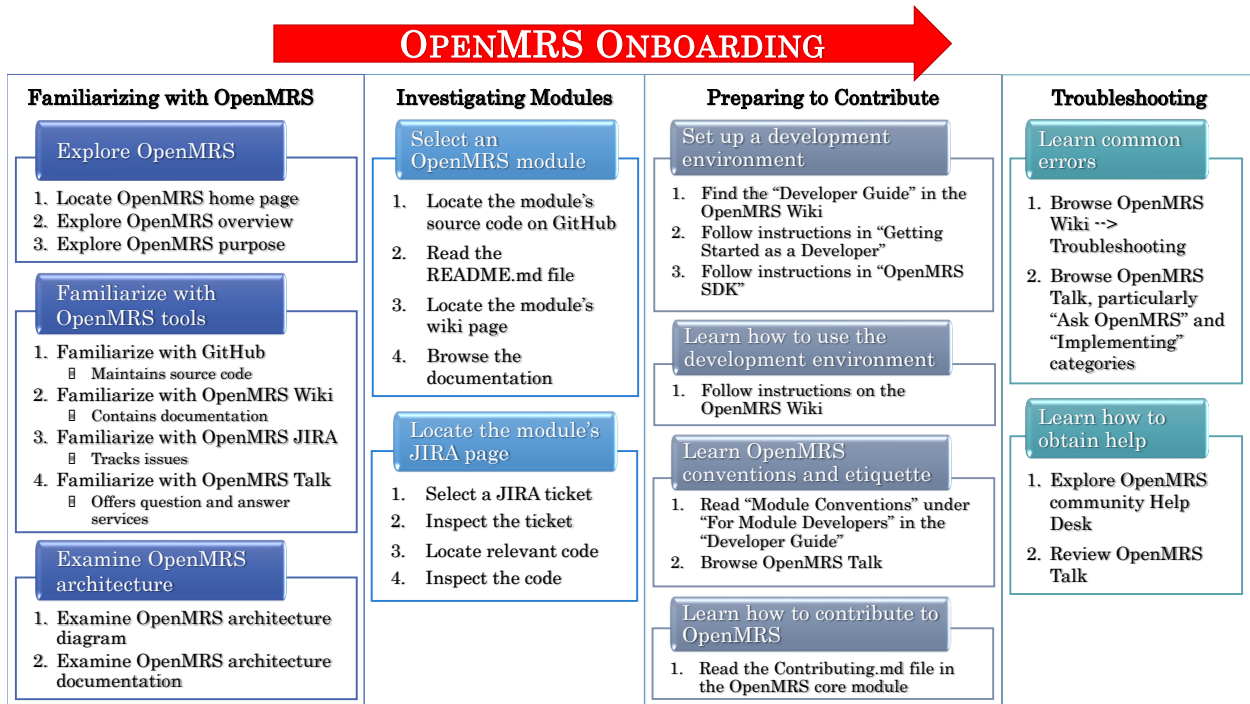 OPENMRS ONBOARDING
Familiarizing with OpenMRS
Explore OpenMRS
1. Locate OpenMRS home page
2. Explore OpenMRS overview
3. Explore OpenMRS purpose
Familiarize with
OpenMRS tools
1. Familiarize with GitHub
Maintains source code
2. Familiarize with OpenMRS Wiki
Contains documentation
3. Familiarize with OpenMRS JIRA
Tracks issues
4. Familiarize with OpenMRS Talk
Offers question and answer
services
Examine OpenMRS
architecture
1. Examine OpenMRS architecture
diagram
2. Examine OpenMRS architecture
documentation
Investigating Modules
Select an
OpenMRS module
1. Locate the module's
source code on GitHub
2. Read the
README.md file
3. Locate the module's
wiki page
4. Browse the
documentation
Locate the module's
JIRA page
1. Select a JIRA ticket
2. Inspect the ticket
3. Locate relevant code
4. Inspect the code
Preparing to Contribute
Set up a development
environment
1. Find the “Developer Guide” in the
OpenMRS Wiki
2. Follow instructions in “Getting
Started as a Developer”
3. Follow instructions in “OpenMRS
SDK”
Learn how to use the
development environment
1. Follow instructions on the
OpenMRS Wiki
Learn OpenMRS
conventions and etiquette
1. Read “Module Conventions” under
“For Module Developers” in the
“Developer Guide”
2. Browse OpenMRS Talk
Learn how to contribute to
OpenMRS
1. Read the Contributing.md file in
the OpenMRS core module
Troubleshooting
Learn common
errors
1. Browse OpenMRS
Wiki -->
Troubleshooting
2. Browse OpenMRS
Talk, particularly
“Ask OpenMRS” and
“Implementing”
categories
Learn how to
obtain help
1. Explore OpenMRS
community Help
Desk
2. Review OpenMRS
Talk